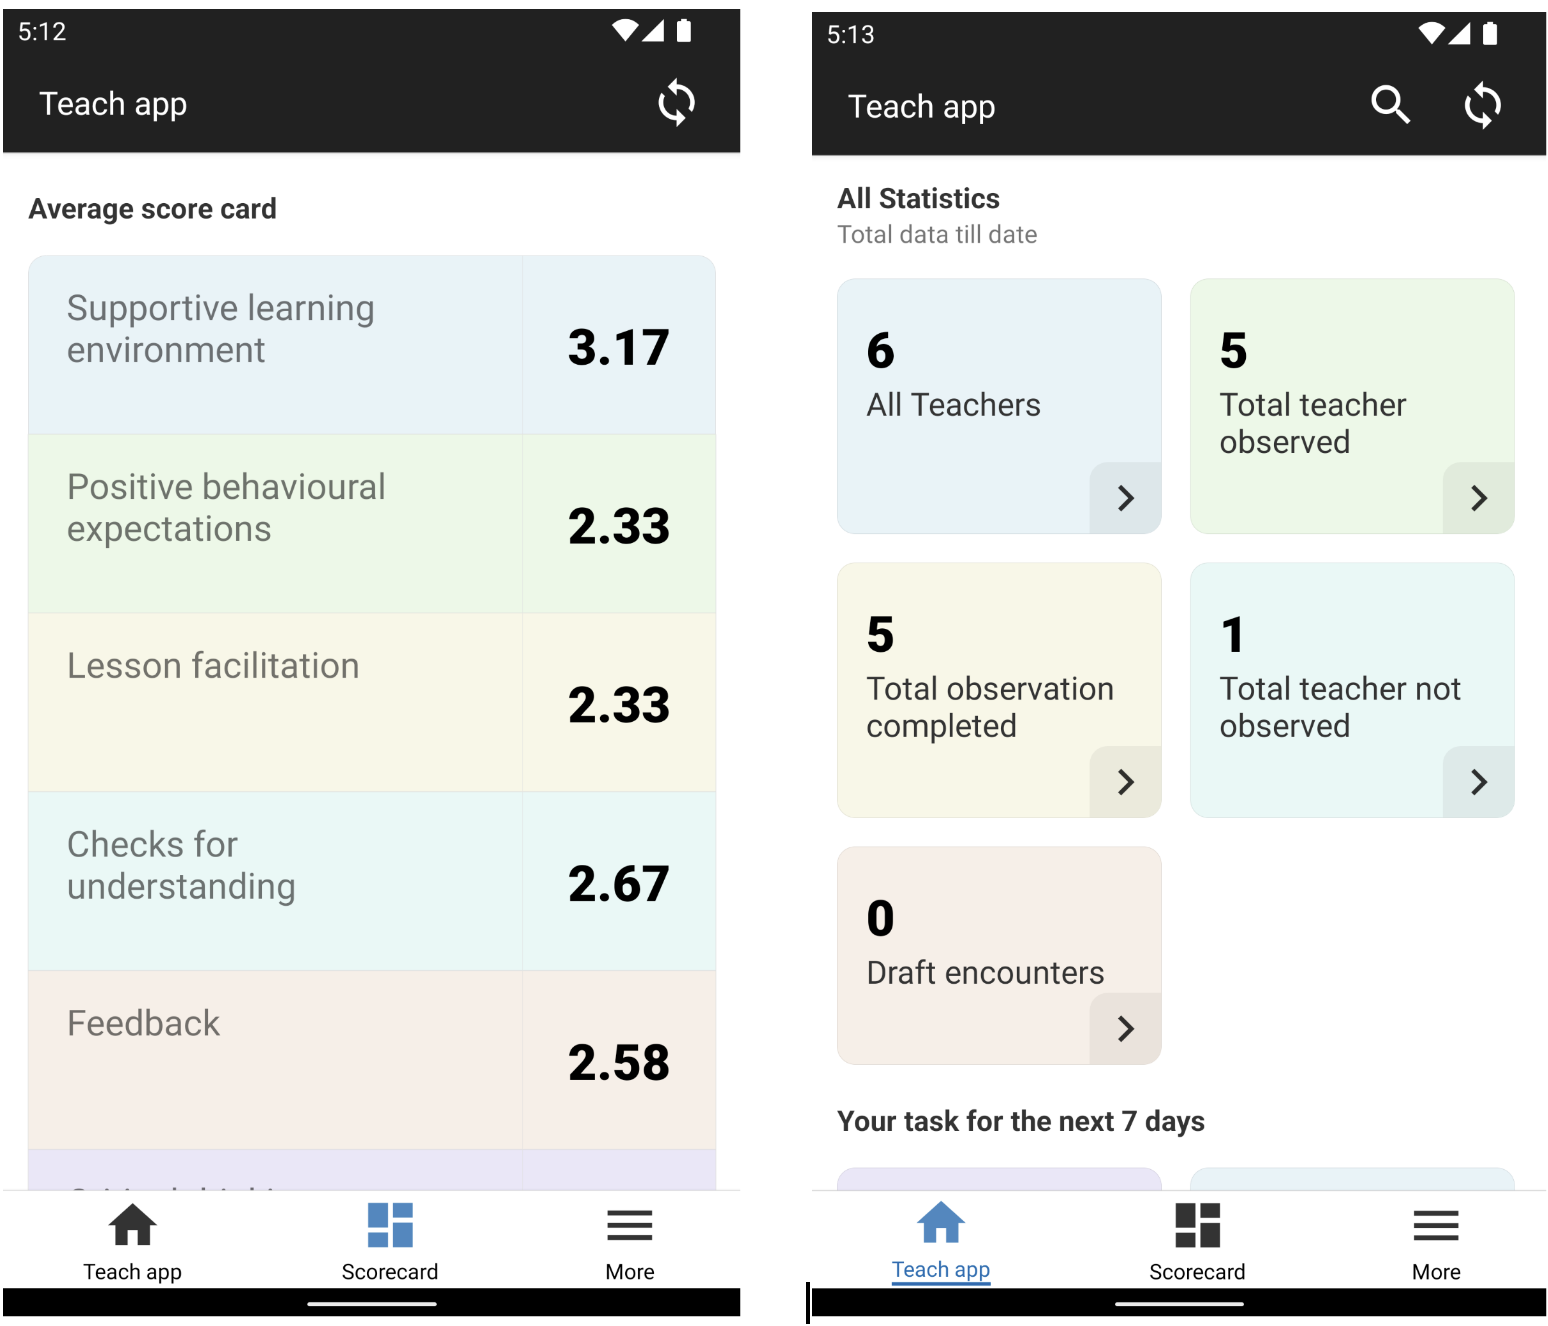 5:12
Teach app
Average score card
Supportive learning
environment
3.17
Positive behavioural
expectations
2.33
Lesson facilitation
2.33
Checks for
understanding
2.67
Feedback
2.58
Teach app
Scorecard
More
5:13
Teach app
All Statistics
Total data till date
6
All Teachers
5
Total teacher
observed
5
Total observation
completed
1
Total teacher not
observed
0
Draft encounters
Your task for the next 7 days
Teach app
Scorecard
More